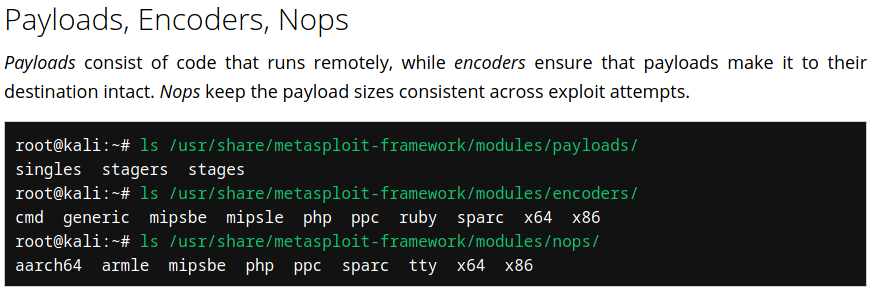 Payloads, Encoders, Nops
Payloads consist of code that runs remotely, while encoders ensure that payloads make it to their
destination intact. Nops keep the payload sizes consistent across exploit attempts.
root@kali:~# ls /usr/share/metasploit-framework/modules/payloads/
singles  stagers  stages
root@kali:~# ls /usr/share/metasploit-framework/modules/encoders/
cmd  generic  mipsbe  mipsle  php  ppc  ruby  sparc  x64  x86
root@kali:~# ls /usr/share/metasploit-framework/modules/nops/
aarch64  armle  mipsbe  php  ppc  sparc  tty  x64  x86